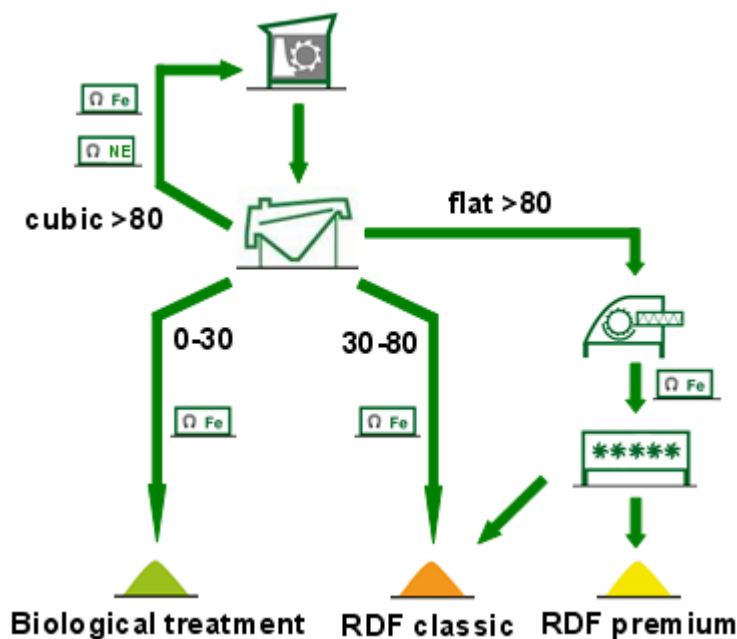 Ω Fe
Ω NE
cubic >80
flat >80
0-30
30-80
Ω Fe
Ω Fe
Ω Fe
Biological treatment
RDF classic
RDF premium